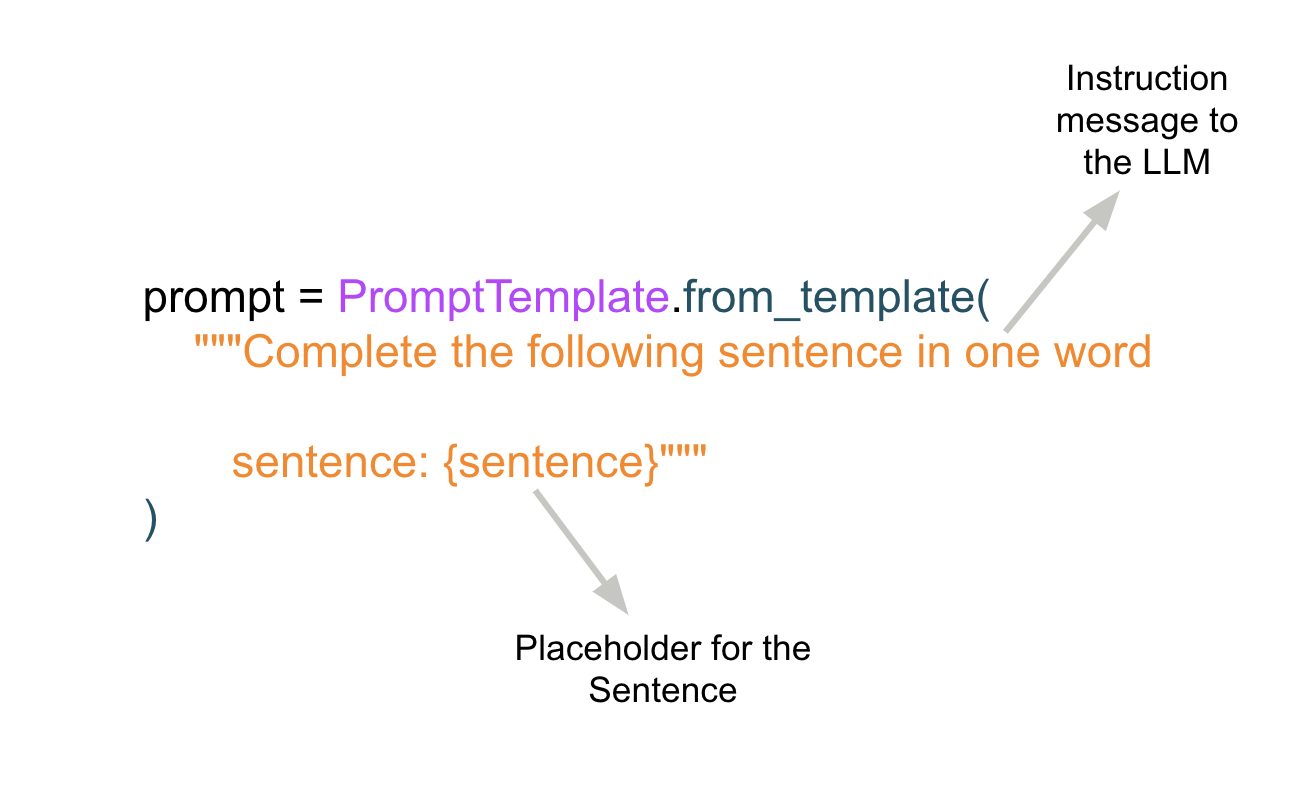 Instruction
message to
the LLM
prompt = PromptTemplate.from_template(
"""Complete the following sentence in one word
sentence: {sentence}"""
)
Placeholder for the
Sentence